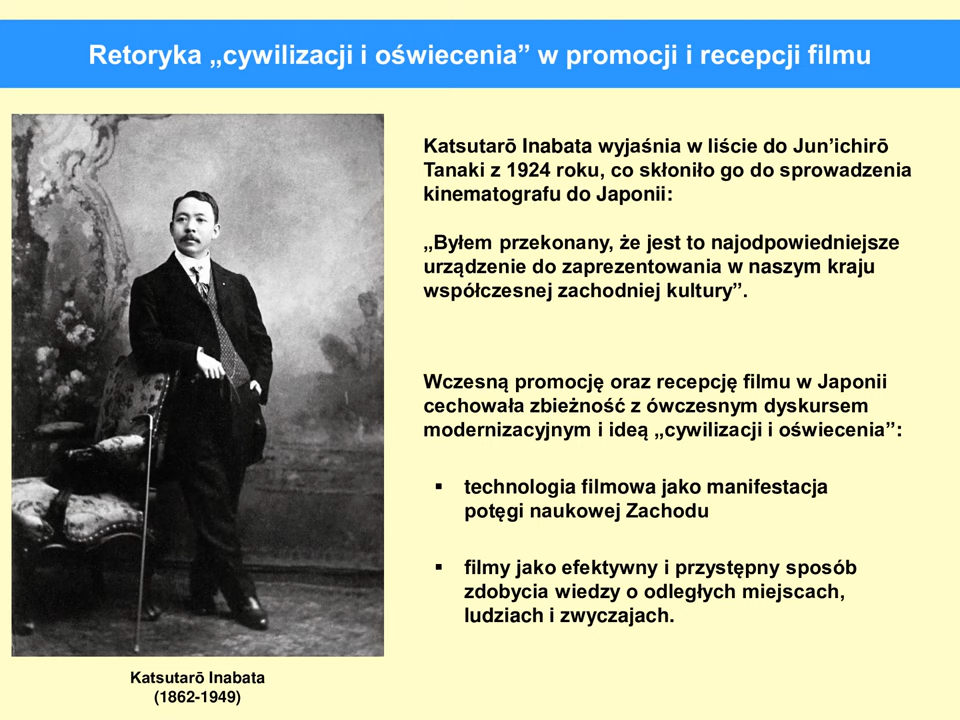 Retoryka „cywilizacji i oświecenia” w promocji i recepcji filmu
Katsutarō Inabata wyjaśnia w liście do Jun’ichirō
Tanaki z 1924 roku, co skłoniło go do sprowadzenia
kinematografu do Japonii:
„Byłem przekonany, że jest to najodpowiedniejsze
urządzenie do zaprezentowania w naszym kraju
współczesnej zachodniej kultury”.
Wczesną promocję oraz recepcję filmu w Japonii
cechowała zbieżność z ówczesnym dyskursem
modernizacyjnym i ideą „cywilizacji i oświecenia”:
▪ technologia filmowa jako manifestacja
potęgi naukowej Zachodu
▪ filmy jako efektywny i przystępny sposób
zdobycia wiedzy o odległych miejscach,
ludziach i zwyczajach.
Katsutarō Inabata
(1862-1949)